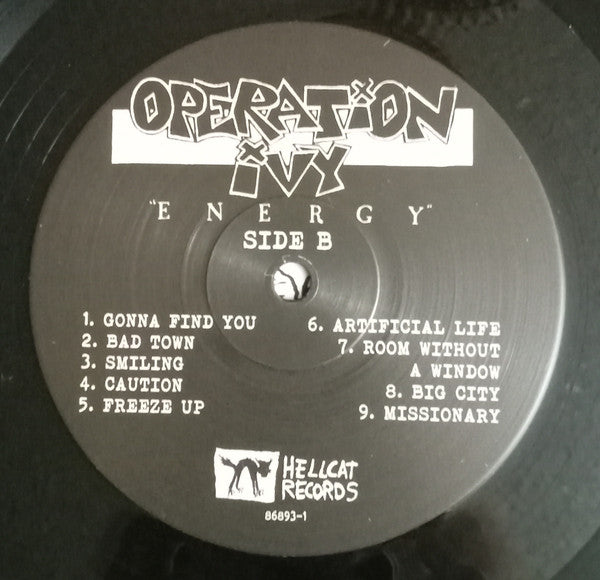 OPERATION
IVY
"ENERGY"
SIDE B
1. GONNA FIND YOU
2. BAD TOWN
3. SMILING
4. CAUTION
5. FREEZE UP
6. ARTIFICIAL LIFE
7. ROOM WITHOUT
A WINDOW
8. BIG CITY
9. MISSIONARY
HELLCAT
RECORDS
86893-1